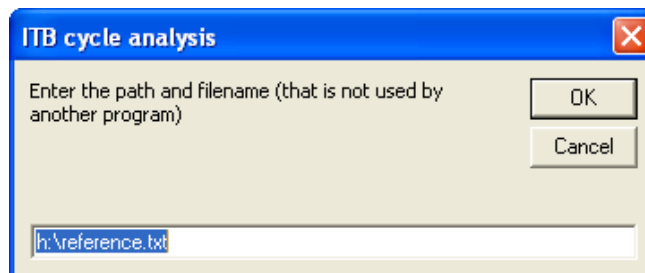 ITB cycle analysis
Enter the path and filename (that is not used by
another program)
OK
Cancel
h:\reference.txt